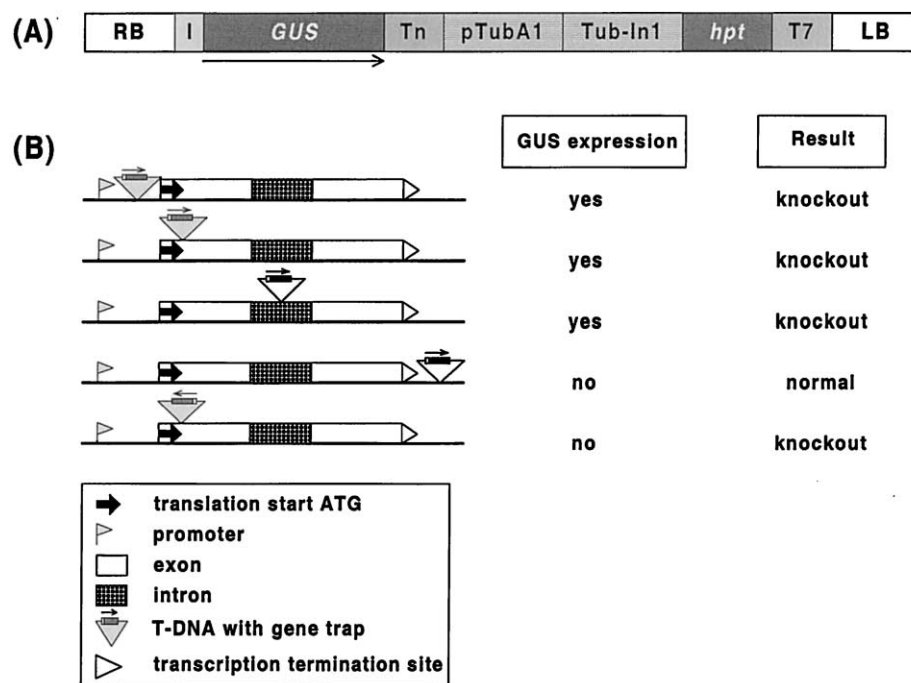 (A) RB I GUS Tn pTubA1 Tub-In1 hpt T7 LB
(B) GUS expression Result
yes knockout
yes knockout
yes knockout
no normal
no knockout
translation start ATG
promoter
exon
intron
T-DNA with gene trap
transcription termination site